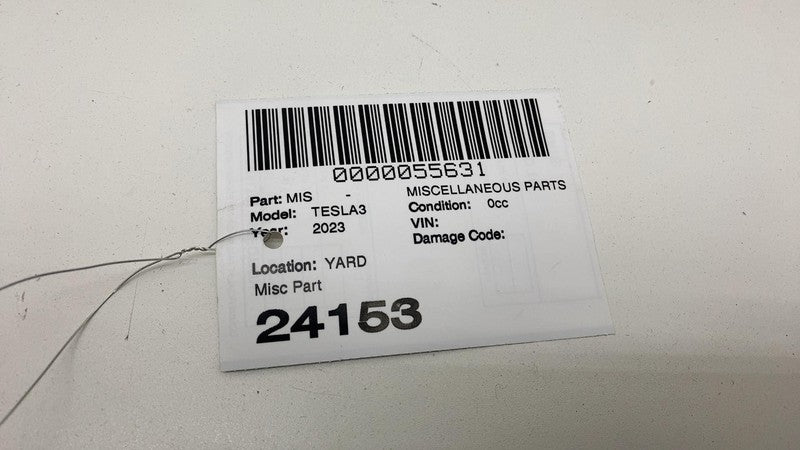 0000055631
Part: MIS - MISCELLANEOUS PARTS
Model: TESLA3 Condition: 0cc
Year: 2023 VIN:
Damage Code:
Location: YARD
Misc Part
24153